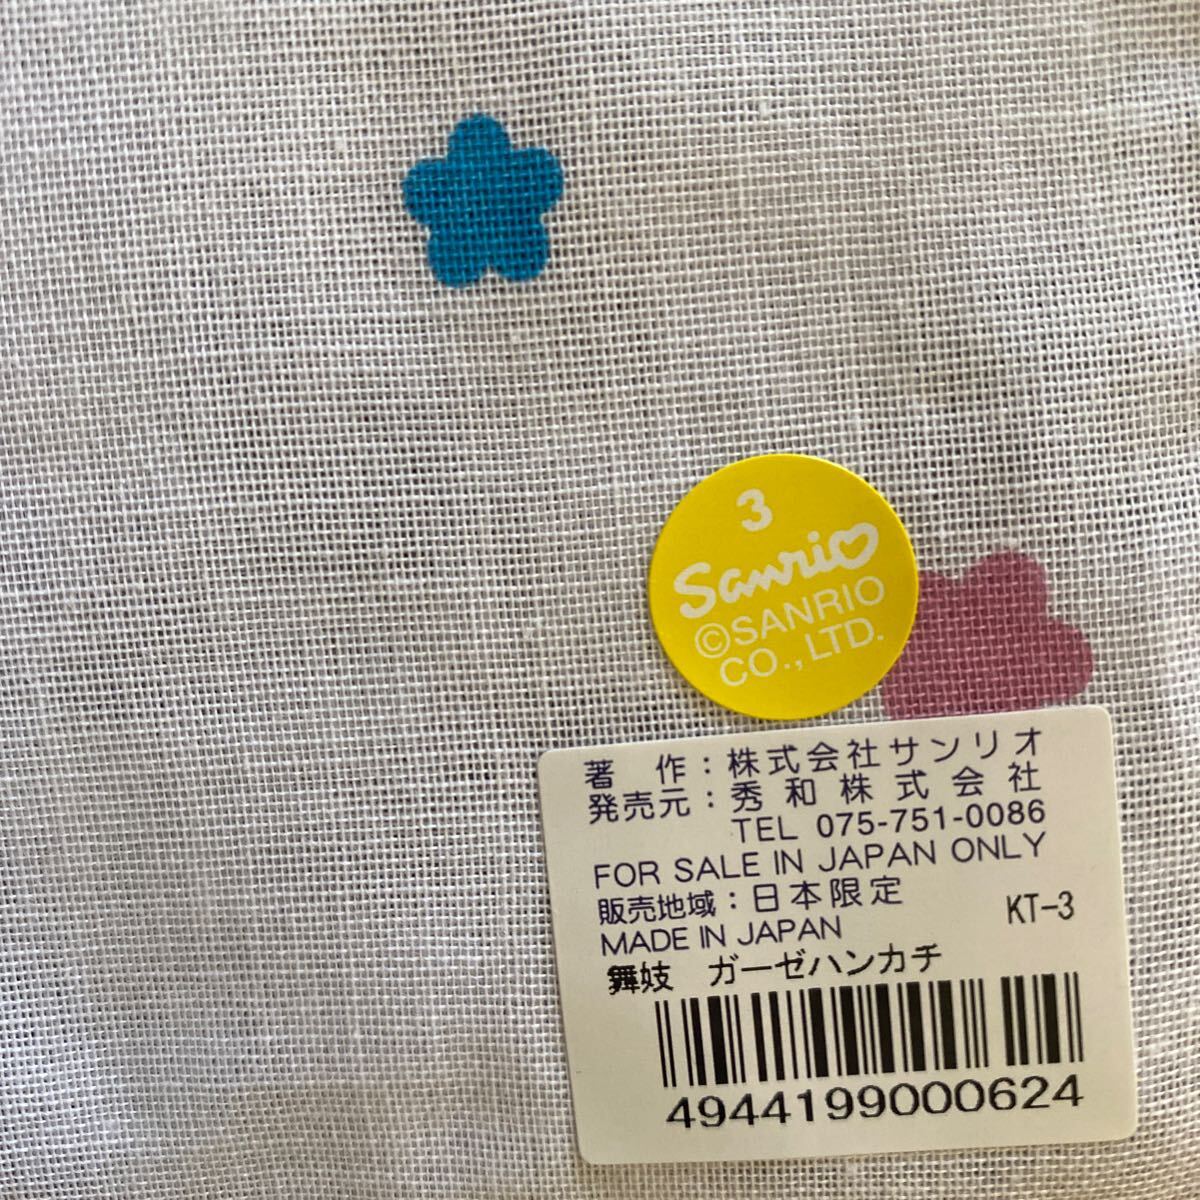 3
Sanrio
©SANRIO
CO., LTD.
著　作：株式会社サンリオ
発売元：秀和株式会社
TEL 075-751-0086
FOR SALE IN JAPAN ONLY
販売地域：日本限定
KT-3
MADE IN JAPAN
舞妓　ガーゼハンカチ
4944199000624